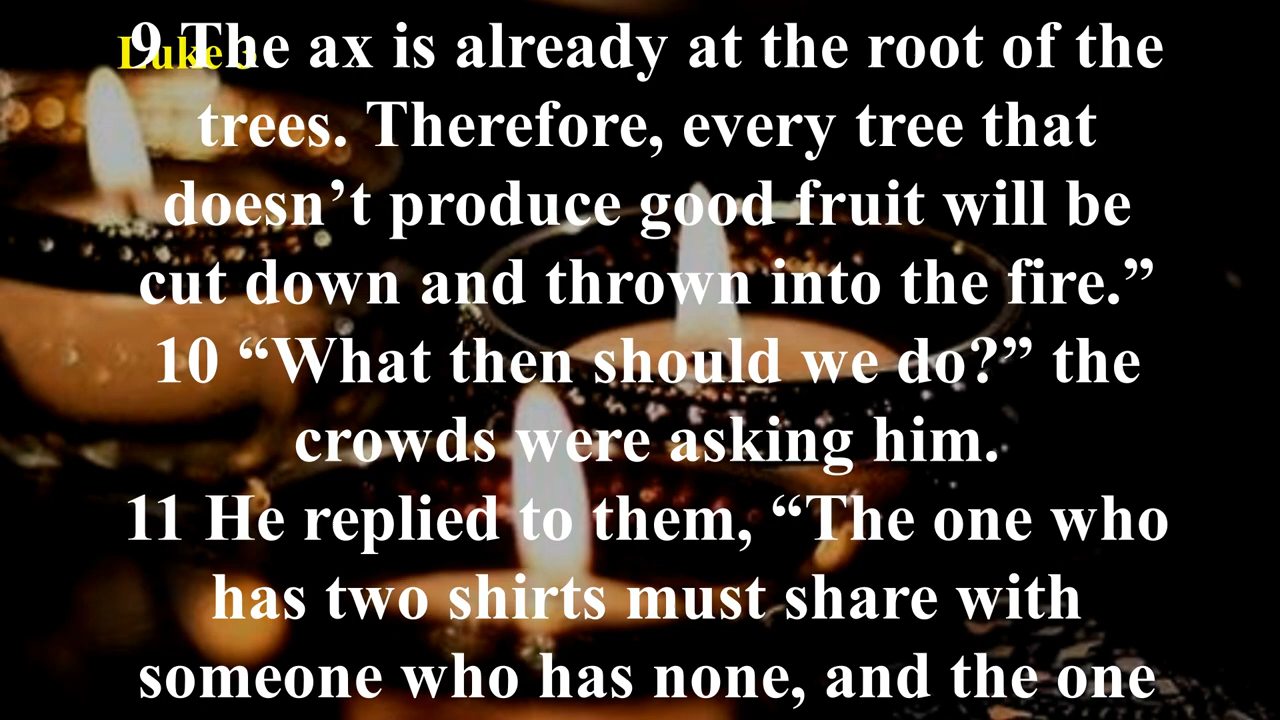 Luke 3
9 The ax is already at the root of the
trees. Therefore, every tree that
doesn’t produce good fruit will be
cut down and thrown into the fire.”
10 “What then should we do?” the
crowds were asking him.
11 He replied to them, “The one who
has two shirts must share with
someone who has none, and the one